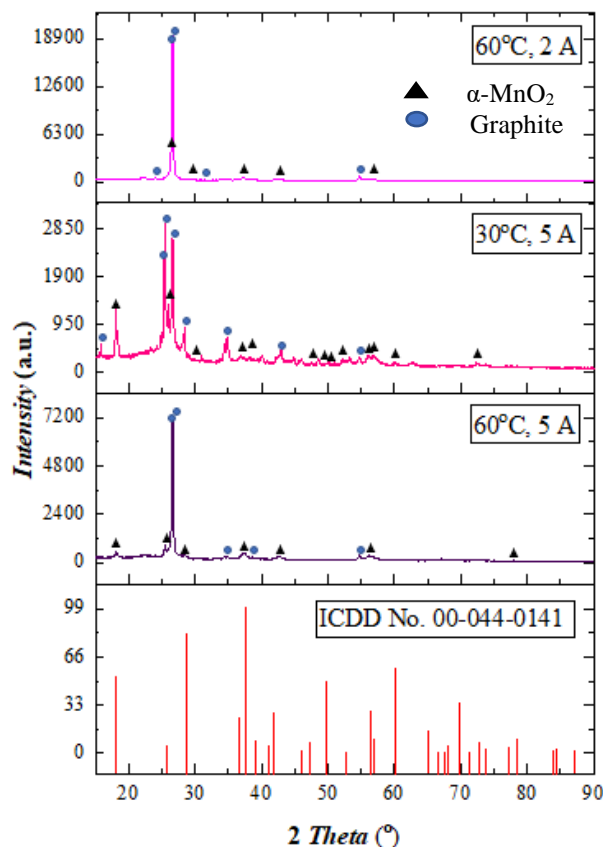 18900
12600
6300
0
60°C, 2 A
α-MnO₂
Graphite
2850
1900
950
0
30°C, 5 A
7200
4800
2400
0
60°C, 5 A
99
66
33
0
ICDD No. 00-044-0141
Intensity (a.u.)
20 30 40 50 60 70 80 90
2 Theta (°)